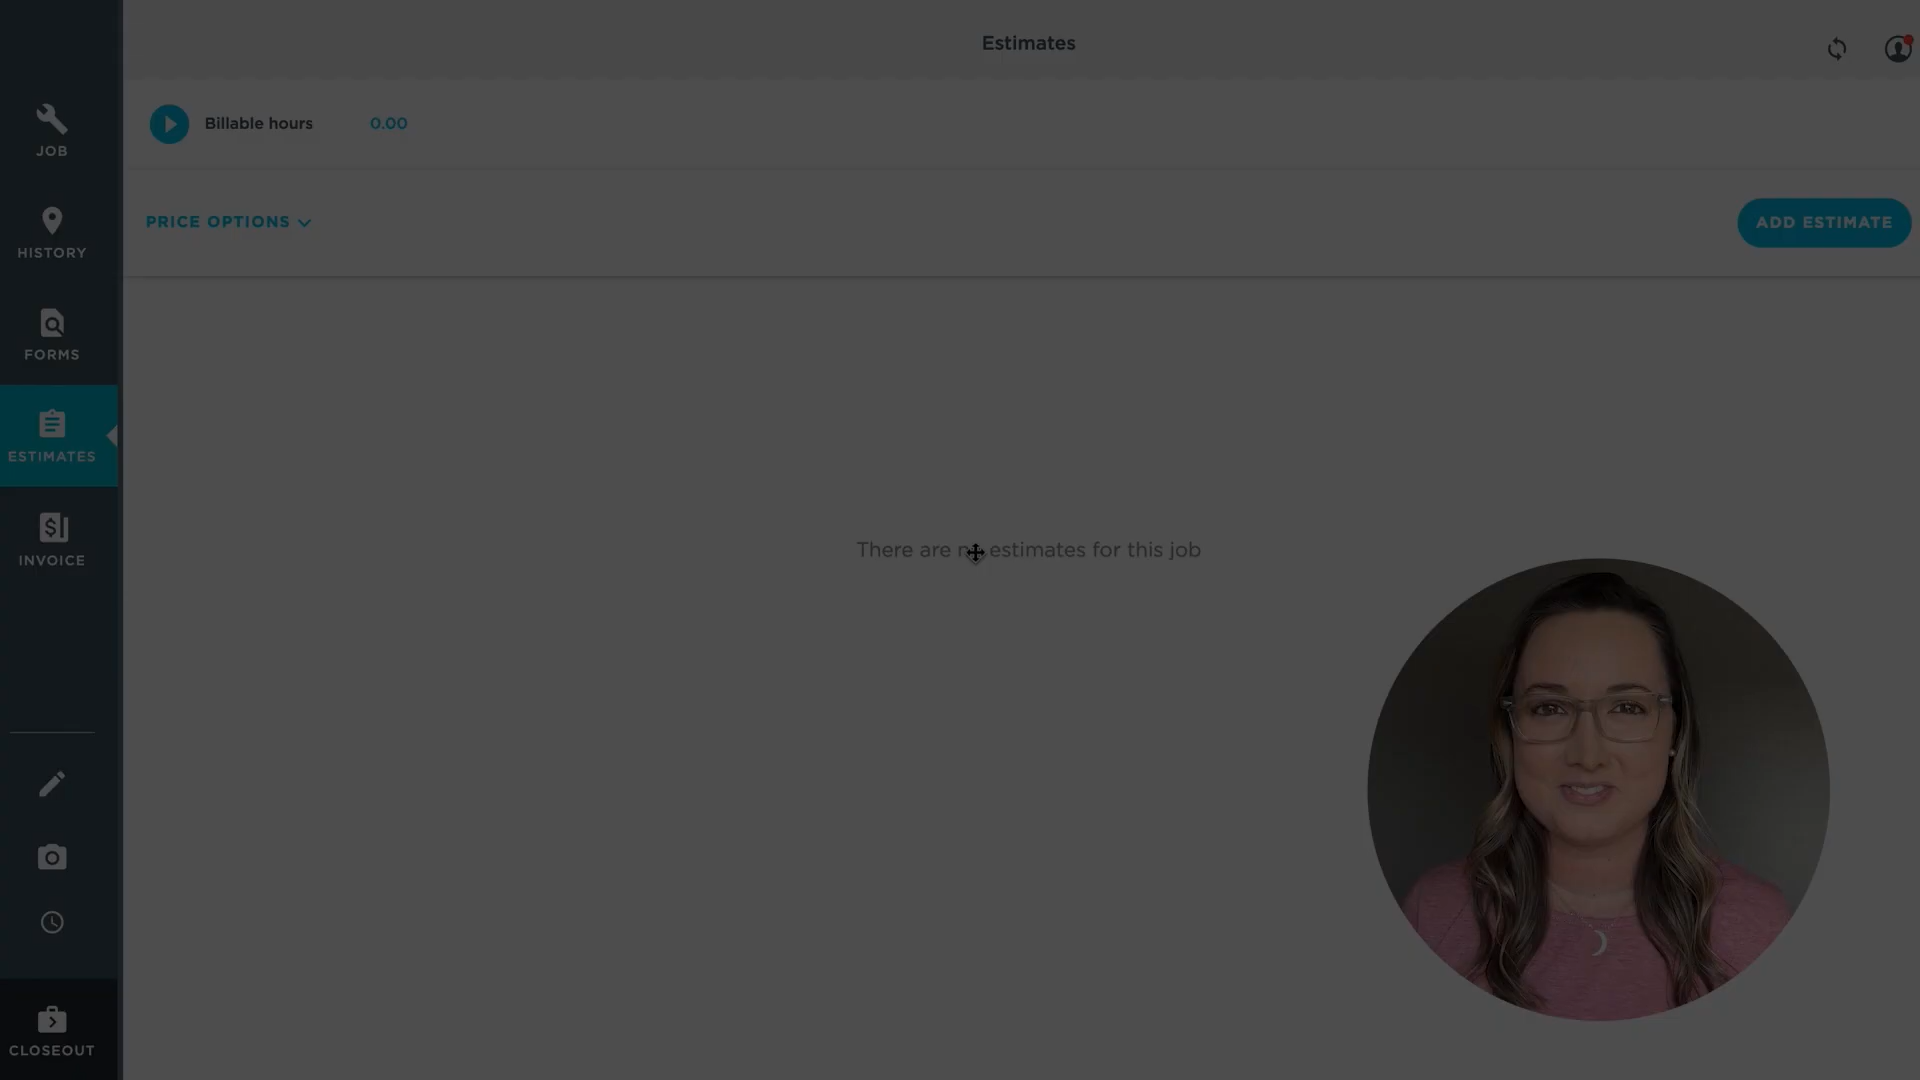 Estimates
Billable hours 0.00
JOB
PRICE OPTIONS
ADD ESTIMATE
HISTORY
FORMS
ESTIMATES
There are no estimates for this job
INVOICE
CLOSEOUT